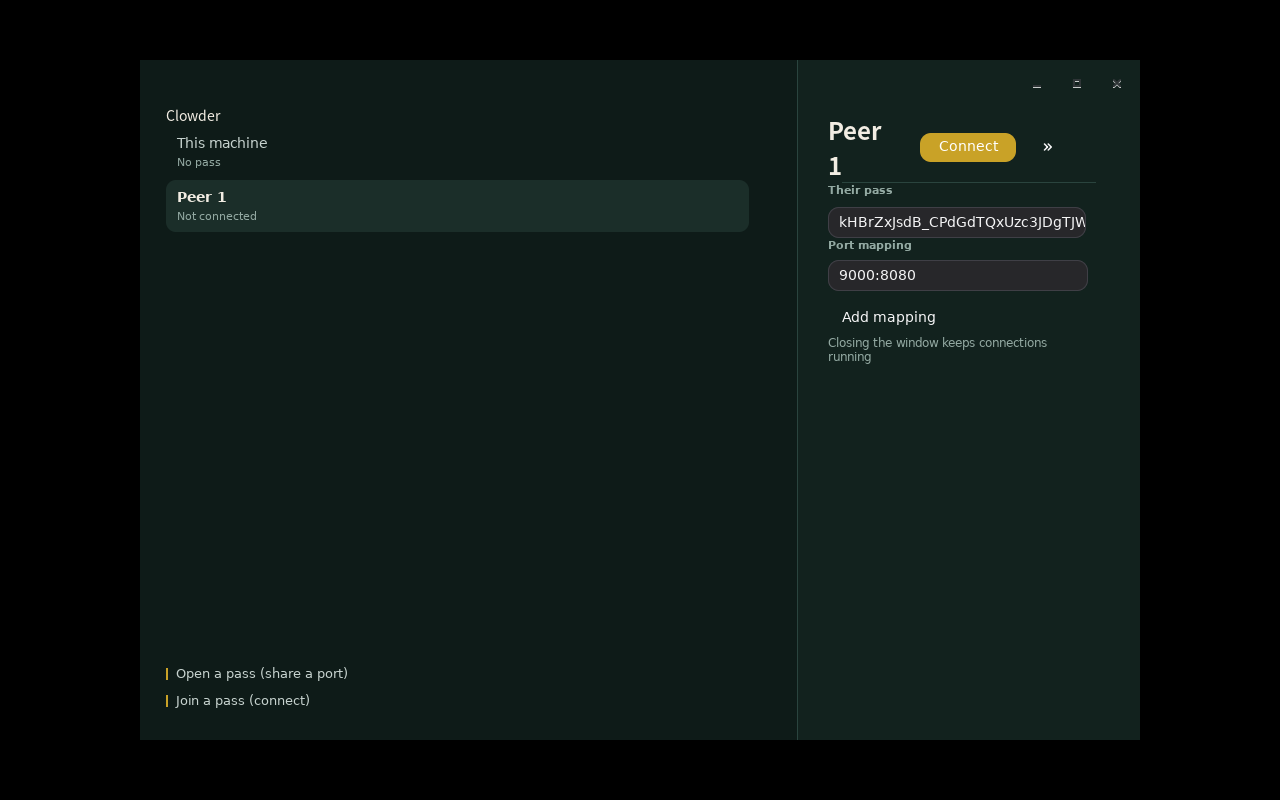 Clowder
This machine
No pass
Peer 1
Not connected
Open a pass (share a port)
Join a pass (connect)
Peer
1
Connect
»
Their pass
kHBrZxJsdB_CPdGdTQxUzc3JDgTJW
Port mapping
9000:8080
Add mapping
Closing the window keeps connections
running